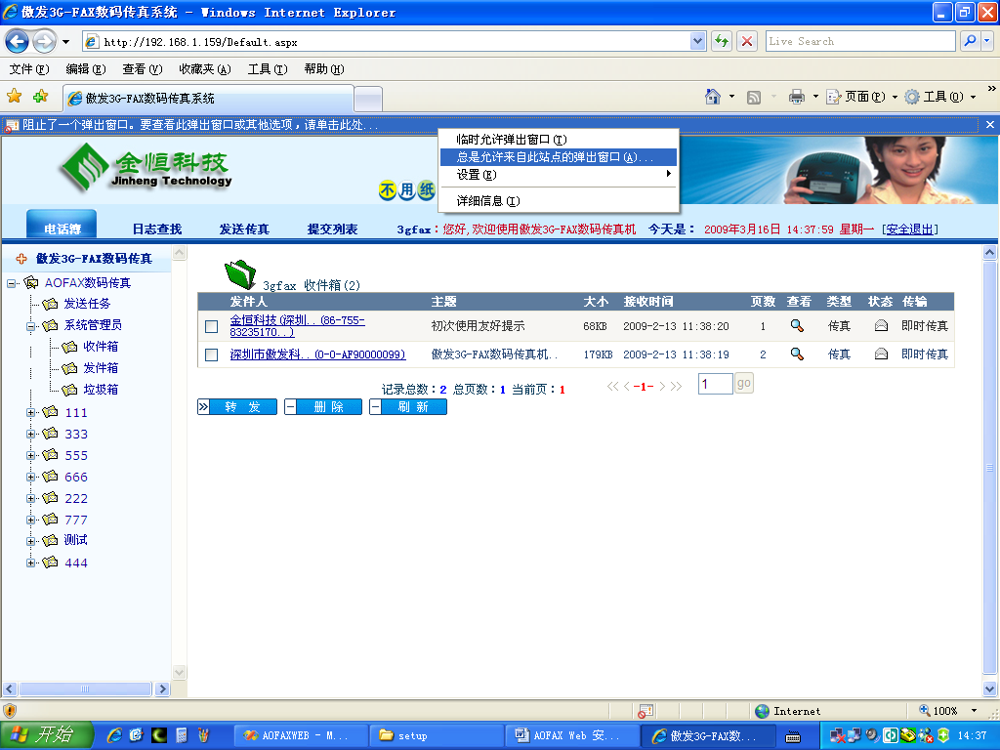 傲发3G-FAX数码传真系统 - Windows Internet Explorer
http://192.168.1.159/Default.aspx
Live Search
文件(F) 编辑(E) 查看(V) 收藏夹(A) 工具(T) 帮助(H)
傲发3G-FAX数码传真系统
页面(P) 工具(O) »
阻止了一个弹出窗口。要查看此弹出窗口或其他选项，请单击此处...
临时允许弹出窗口(T)
总是允许来自此站点的弹出窗口(A)...
设置(E)
详细信息(I)
金恒科技
Jinheng Technology
不用纸
电话簿 日志查找 发送传真 提交列表 3gfax：您好,欢迎使用傲发3G-FAX数码传真机 今天是： 2009年3月16日 14:37:59 星期一 [安全退出]
傲发3G-FAX数码传真
AOFAX数码传真
发送任务
系统管理员
收件箱
发件箱
垃圾箱
111
333
555
666
222
777
测试
444
3gfax 收件箱(2)
发件人 主题 大小 接收时间 页数 查看 类型 状态 传输
金恒科技(深圳..(86-755-
83235170..) 初次使用友好提示 68KB 2009-2-13 11:38:20 1 传真 即时传真
深圳市傲发科..(0-0-AF90000099) 傲发3G-FAX数码传真机.. 179KB 2009-2-13 11:38:19 2 传真 即时传真
记录总数：2 总页数：1 当前页：1 -1- 1 go
转 发 删 除 刷 新
Internet 100%
开始 AOFAXWEB - M... setup AOFAX Web 安... 傲发3G-FAX数... 14:37